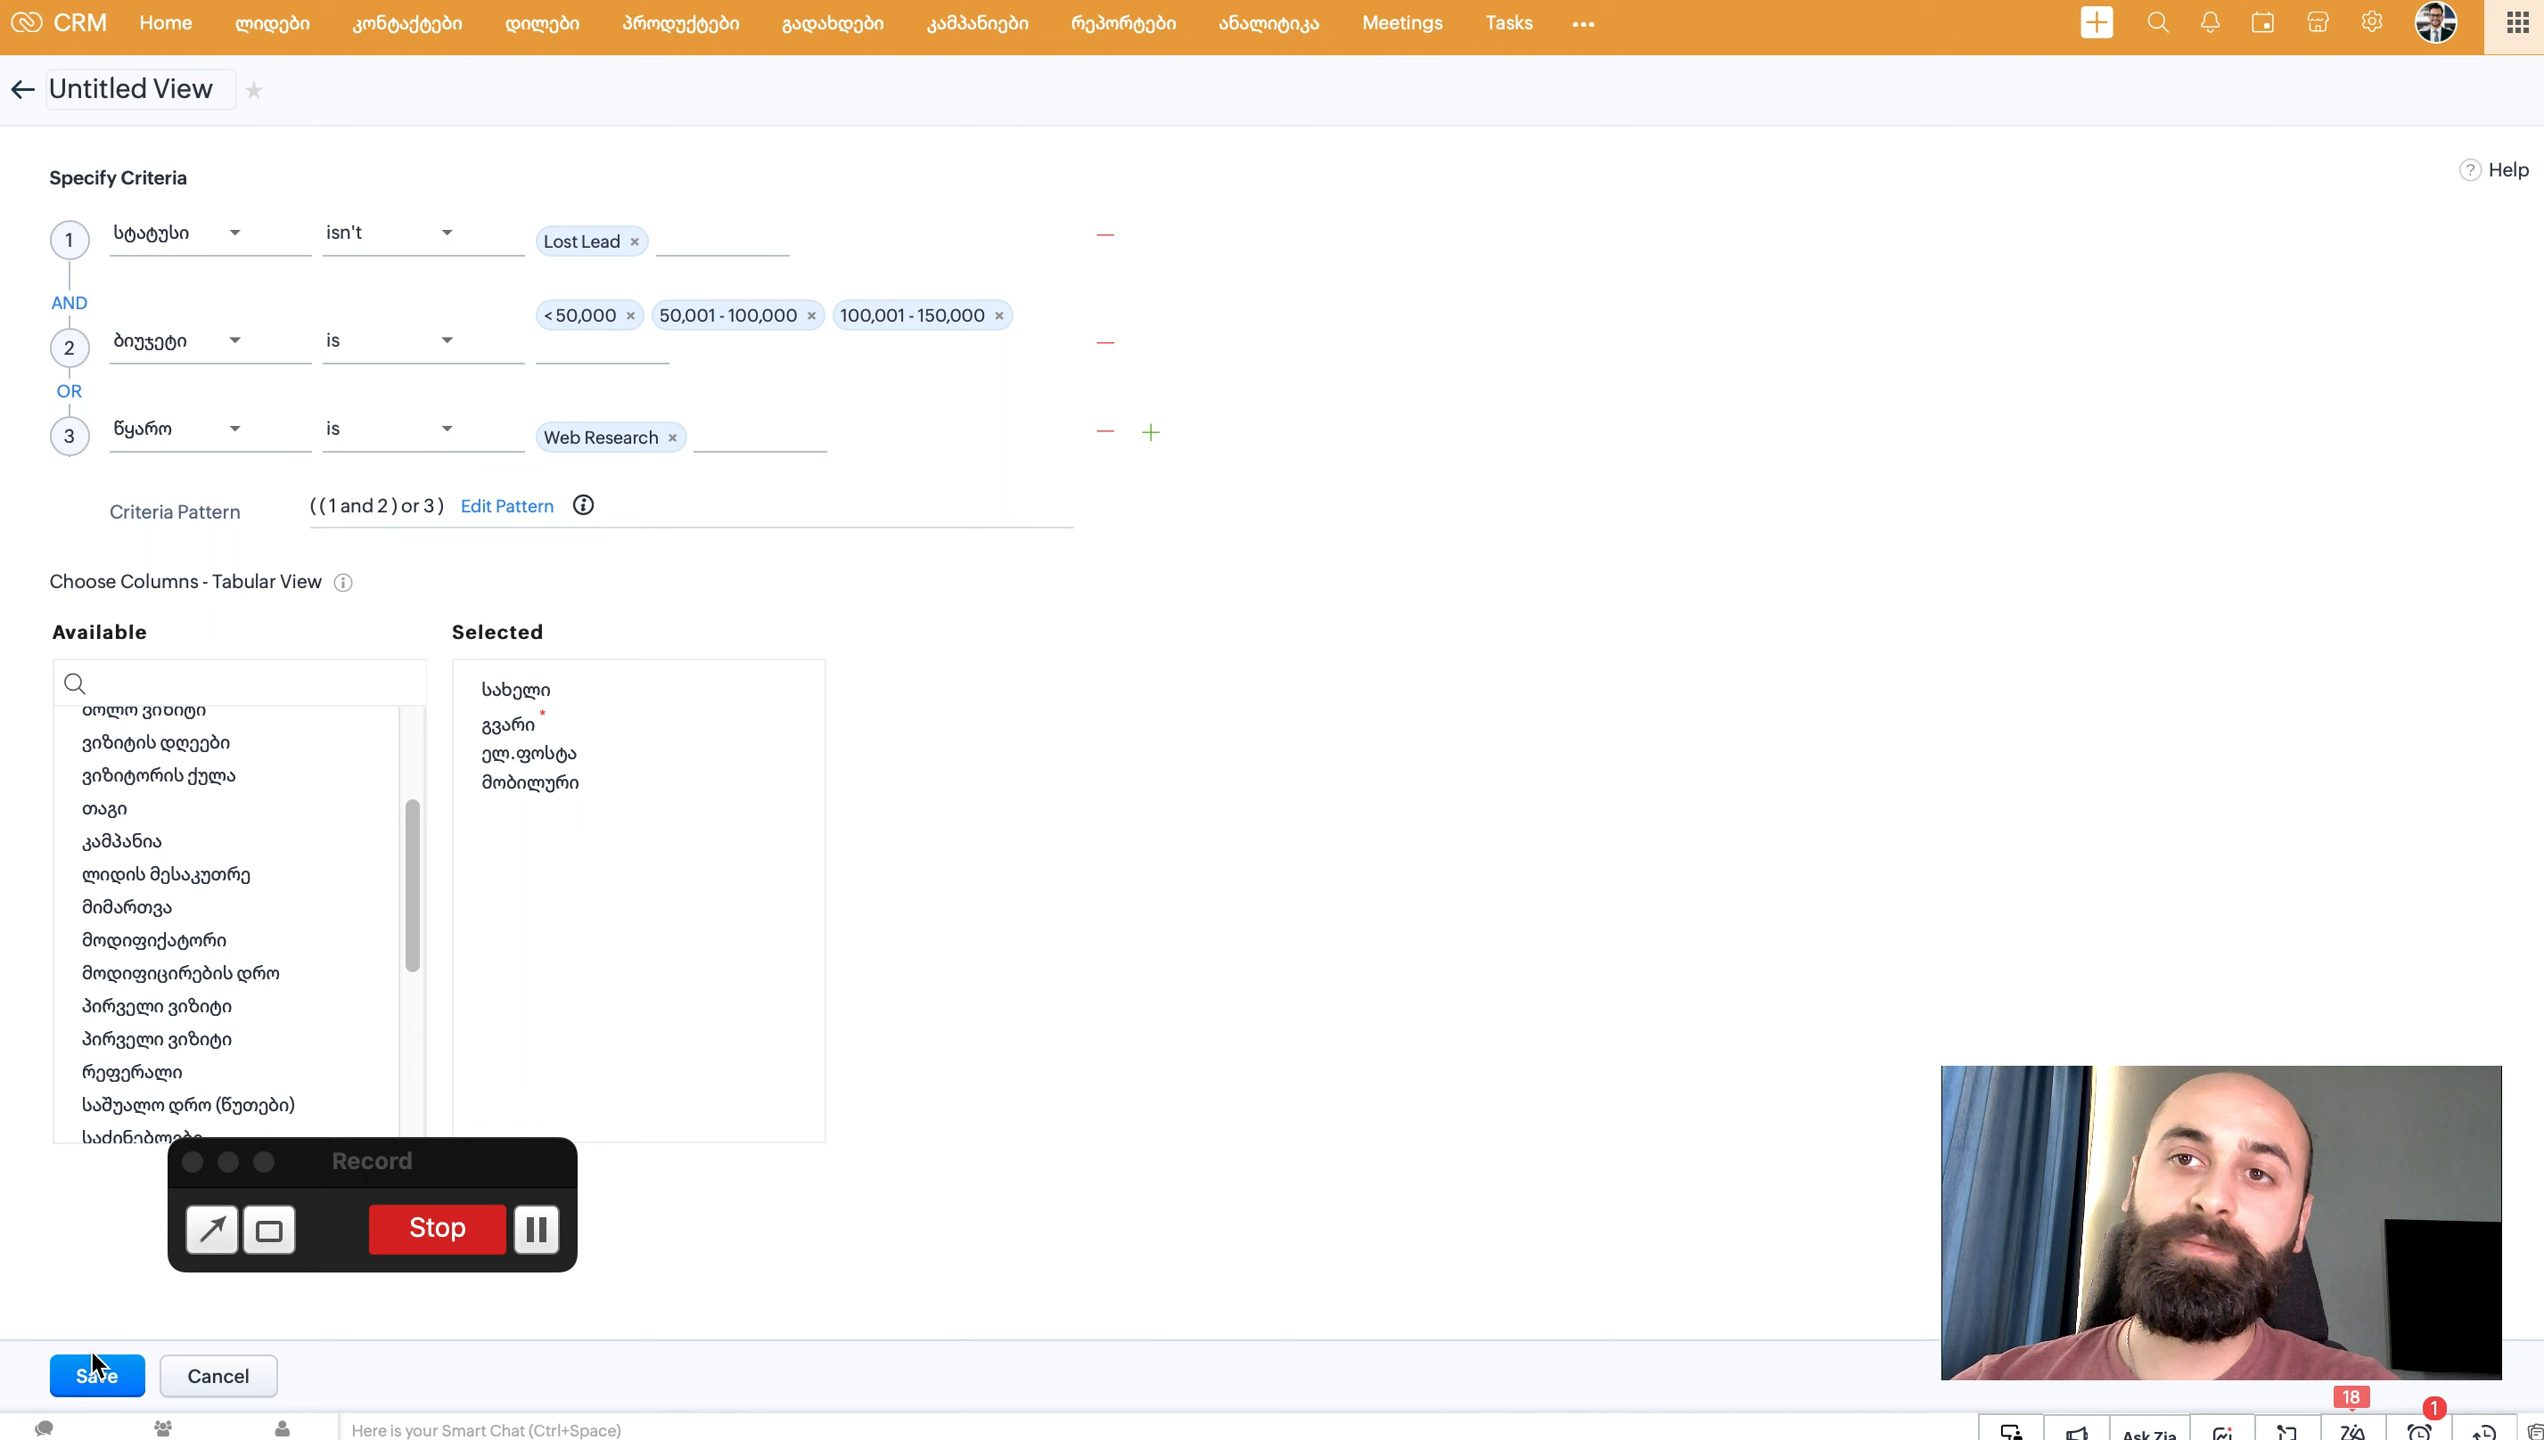 CRM Home ლიდები კონტაქტები დილები პროდუქტები გადახდები კამპანიები რეპორტები ანალიტიკა Meetings Tasks
Untitled View
Help
Specify Criteria
1 სტატუსი isn't Lost Lead
AND
<50,000 50,001 - 100,000 100,001 - 150,000
2 ბიუჯეტი is
OR
3 წყარო is Web Research
Criteria Pattern ( ( 1 and 2 ) or 3 ) Edit Pattern
Choose Columns - Tabular View
Available
ბოლო ვიზიტი
ვიზიტის დღეები
ვიზიტორის ქულა
თაგი
კამპანია
ლიდის მესაკუთრე
მიმართვა
მოდიფიქატორი
მოდიფიცირების დრო
პირველი ვიზიტი
პირველი ვიზიტი
რეფერალი
საშუალო დრო (წუთები)
Selected
სახელი
გვარი *
ელ.ფოსტა
მობილური
Record
Stop
Save Cancel
18
1
Here is your Smart Chat (Ctrl+Space)
Ask Zia